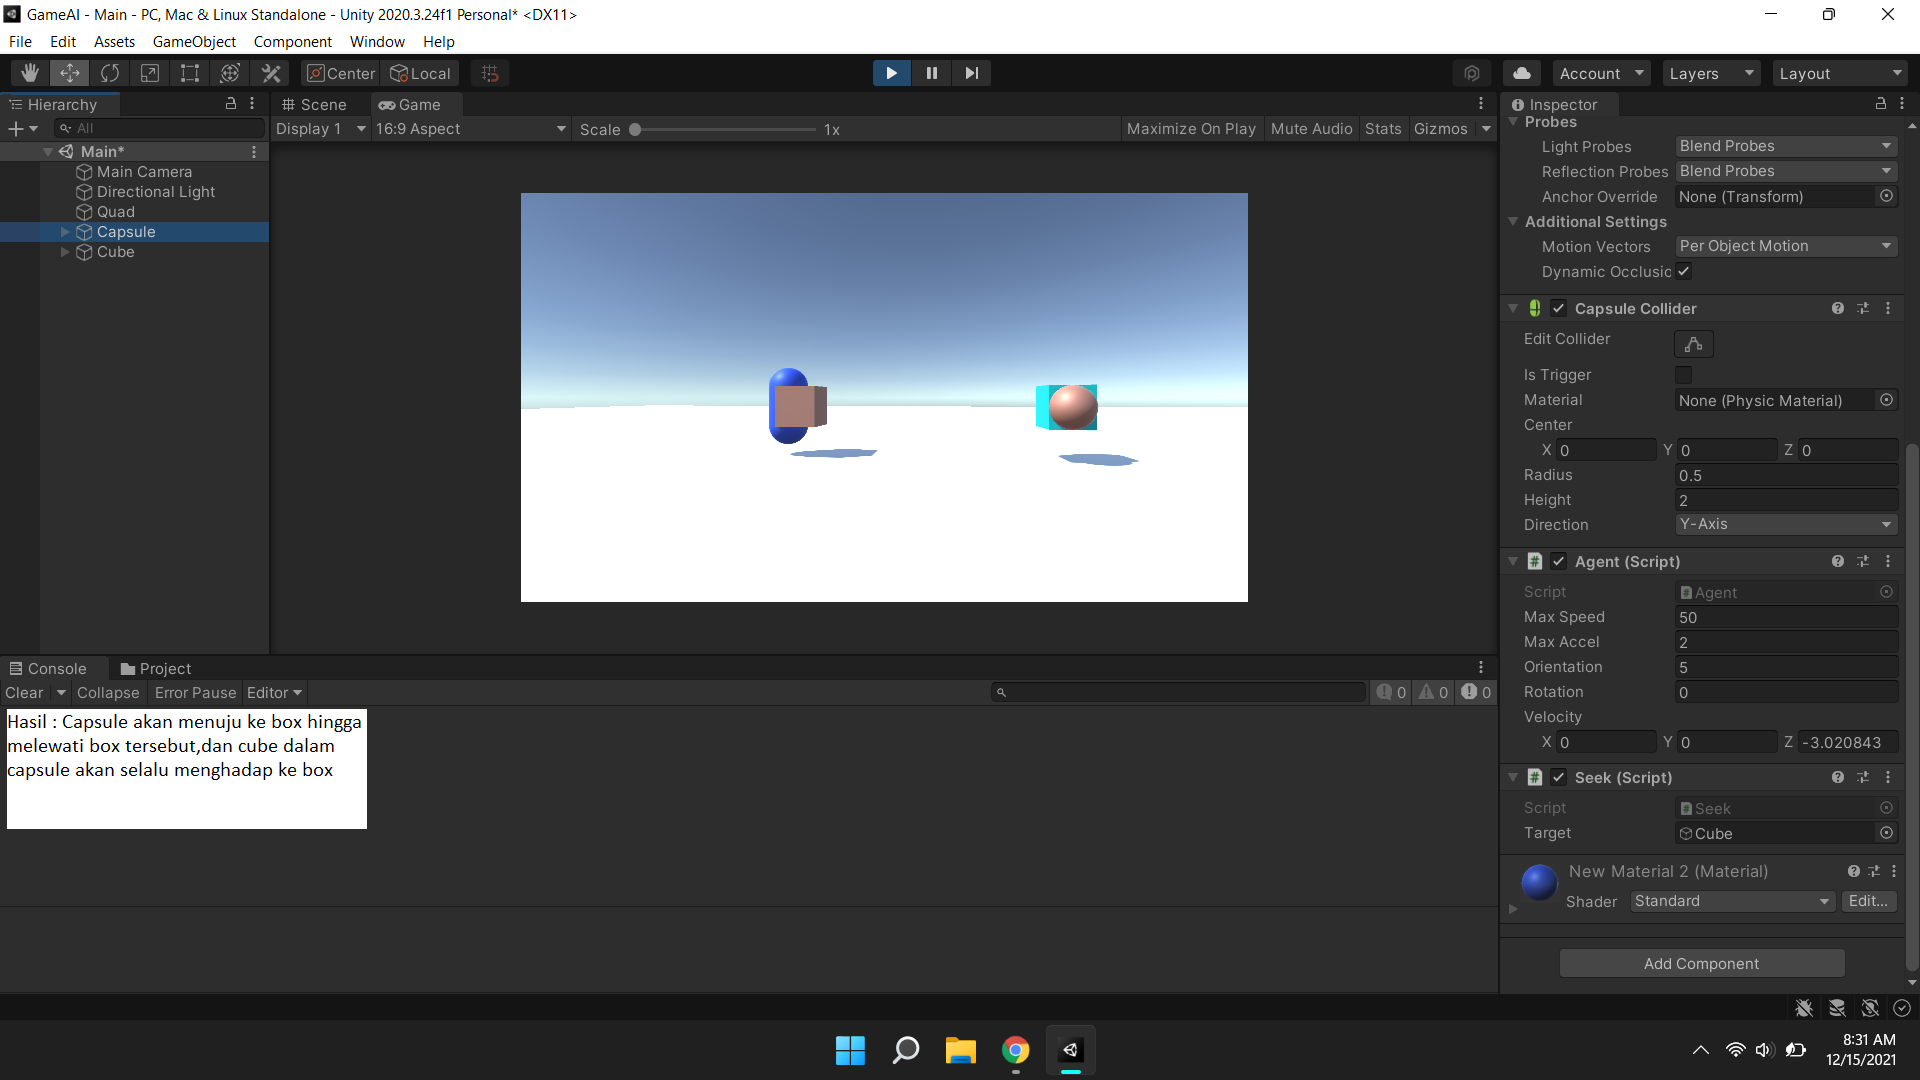 GameAI - Main - PC, Mac & Linux Standalone - Unity 2020.3.24f1 Personal* <DX11>
File Edit Assets GameObject Component Window Help
Center Local
Account Layers Layout
Hierarchy
All
Main*
Main Camera
Directional Light
Quad
Capsule
Cube
Scene Game
Display 1 16:9 Aspect Scale 1x Maximize On Play Mute Audio Stats Gizmos
Console Project
Clear Collapse Error Pause Editor 0 0 0
Hasil : Capsule akan menuju ke box hingga
melewati box tersebut,dan cube dalam
capsule akan selalu menghadap ke box
Inspector
Probes
Light Probes Blend Probes
Reflection Probes Blend Probes
Anchor Override None (Transform)
Additional Settings
Motion Vectors Per Object Motion
Dynamic Occlusic
Capsule Collider
Edit Collider
Is Trigger
Material None (Physic Material)
Center
X 0 Y 0 Z 0
Radius 0.5
Height 2
Direction Y-Axis
Agent (Script)
Script Agent
Max Speed 50
Max Accel 2
Orientation 5
Rotation 0
Velocity
X 0 Y 0 Z -3.020843
Seek (Script)
Script Seek
Target Cube
New Material 2 (Material)
Shader Standard Edit...
Add Component
8:31 AM
12/15/2021